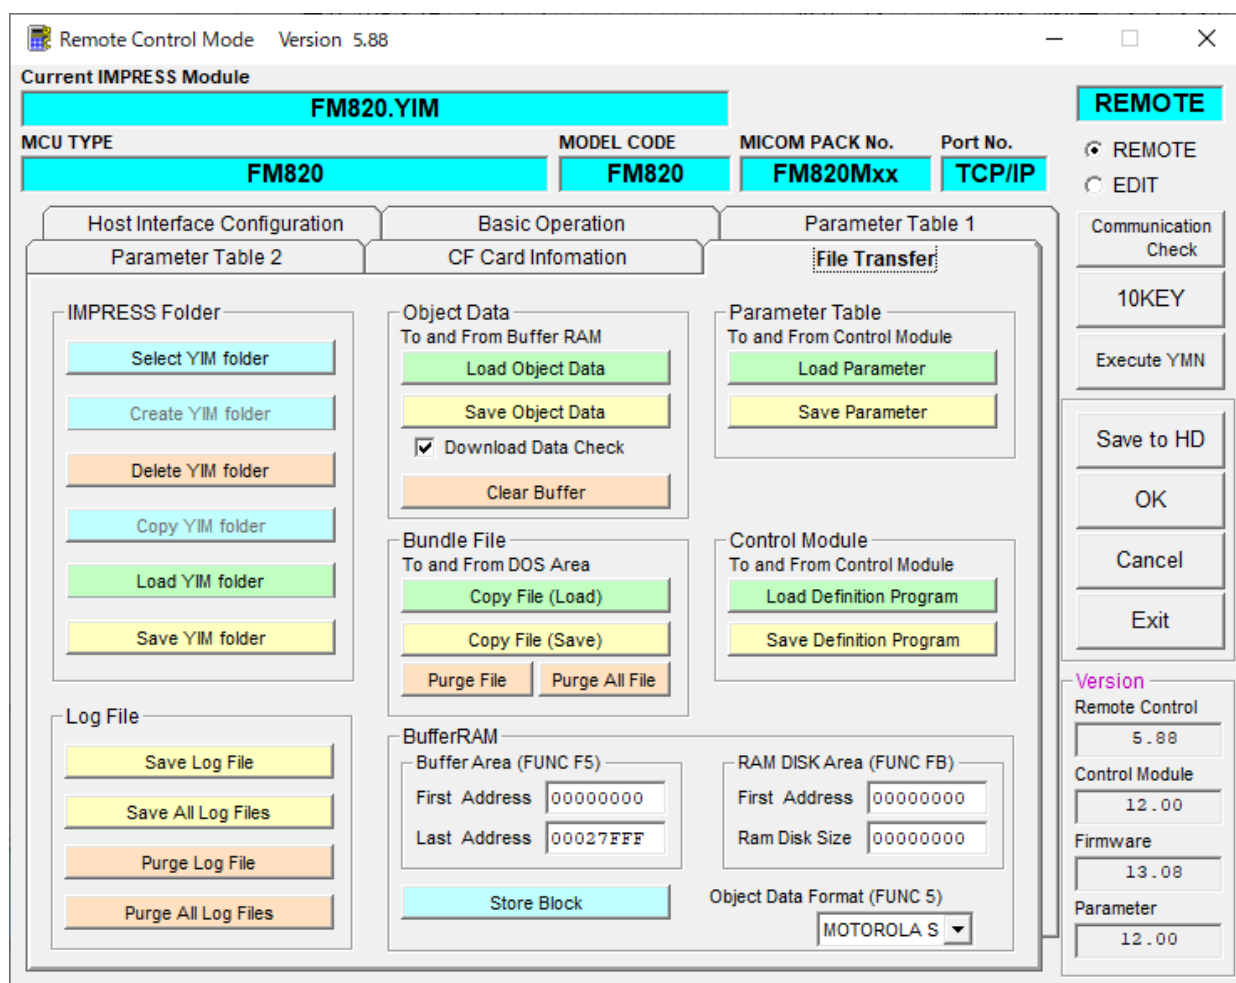 Remote Control Mode Version 5.88
Current IMPRESS Module
FM820.YIM
REMOTE
MCU TYPE
MODEL CODE
MICOM PACK No.
Port No.
FM820
FM820
FM820Mxx
TCP/IP
REMOTE
EDIT
Host Interface Configuration
Basic Operation
Parameter Table 1
Parameter Table 2
CF Card Infomation
File Transfer
Communication
Check
10KEY
Execute YMN
Save to HD
OK
Cancel
Exit
IMPRESS Folder
Select YIM folder
Create YIM folder
Delete YIM folder
Copy YIM folder
Load YIM folder
Save YIM folder
Object Data
To and From Buffer RAM
Load Object Data
Save Object Data
Download Data Check
Clear Buffer
Parameter Table
To and From Control Module
Load Parameter
Save Parameter
Bundle File
To and From DOS Area
Copy File (Load)
Copy File (Save)
Purge File
Purge All File
Control Module
To and From Control Module
Load Definition Program
Save Definition Program
Log File
Save Log File
Save All Log Files
Purge Log File
Purge All Log Files
BufferRAM
Buffer Area (FUNC F5)
First Address 00000000
Last Address 00027FFF
RAM DISK Area (FUNC FB)
First Address 00000000
Ram Disk Size 00000000
Store Block
Object Data Format (FUNC 5)
MOTOROLA S
Version
Remote Control
5.88
Control Module
12.00
Firmware
13.08
Parameter
12.00